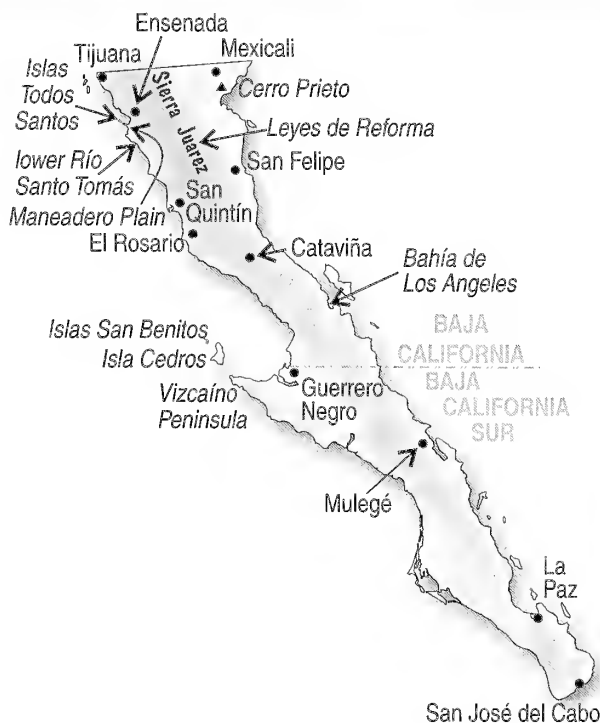 Ensenada
Tijuana
Mexicali
Islas
Todos
Santos
Sierra Juarez
Cerro Prieto
Leyes de Reforma
lower Río
Santo Tomás
San Felipe
Maneadero Plain
San
Quintín
El Rosario
Cataviña
Bahía de
Los Angeles
Islas San Benitos
Isla Cedros
BAJA
CALIFORNIA
BAJA
CALIFORNIA
SUR
Vizcaíno
Peninsula
Guerrero
Negro
Mulegé
La
Paz
San José del Cabo